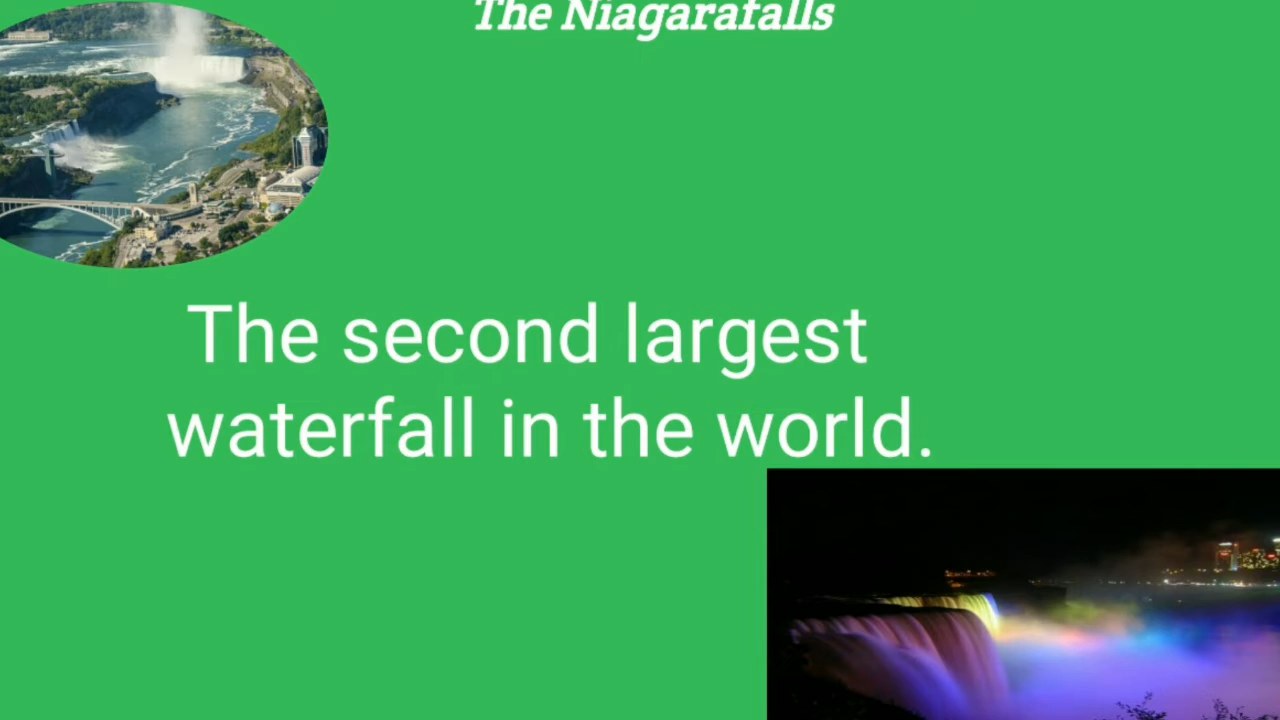 The Niagarafalls
The second largest
waterfall in the world.